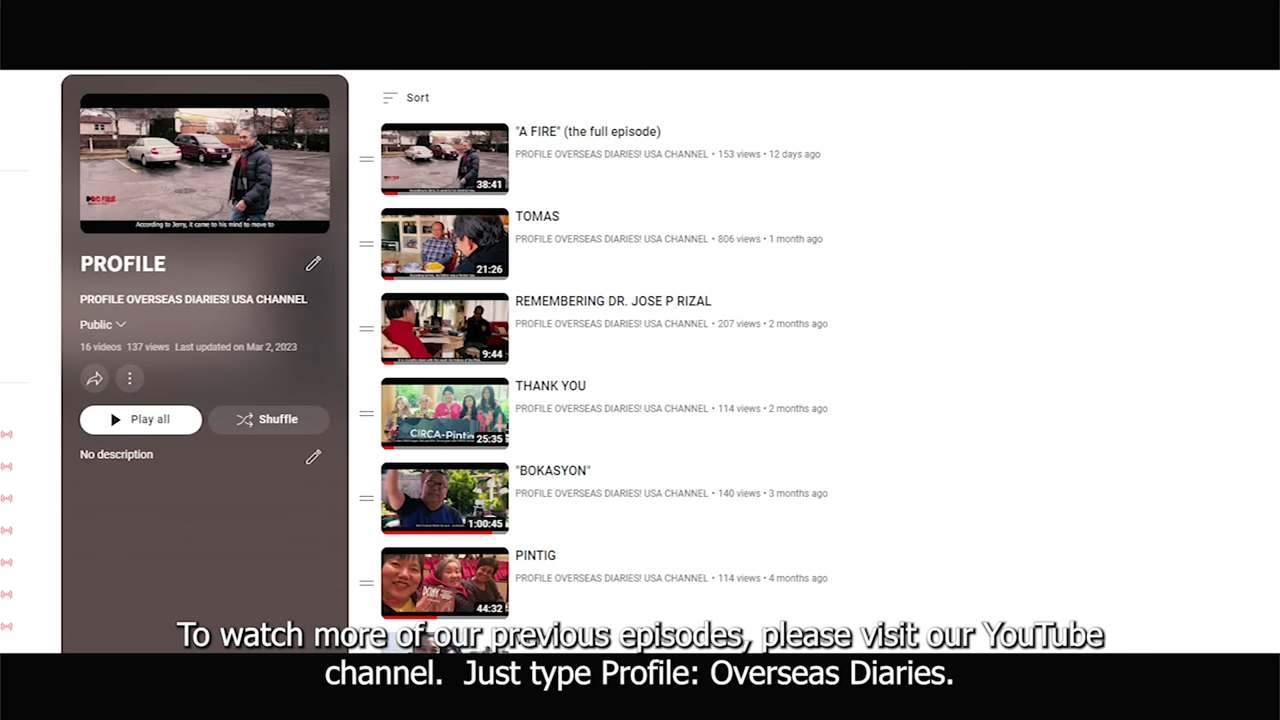 Sort
"A FIRE" (the full episode)
PROFILE OVERSEAS DIARIES! USA CHANNEL • 153 views • 12 days ago
38:41
According to Jerry, it came to his mind to move to
PROFILE
PROFILE OVERSEAS DIARIES! USA CHANNEL
Public
16 videos 137 views Last updated on Mar 2, 2023
Play all
Shuffle
No description
TOMAS
PROFILE OVERSEAS DIARIES! USA CHANNEL • 806 views • 1 month ago
21:26
REMEMBERING DR. JOSE P RIZAL
PROFILE OVERSEAS DIARIES! USA CHANNEL • 207 views • 2 months ago
9:44
THANK YOU
PROFILE OVERSEAS DIARIES! USA CHANNEL • 114 views • 2 months ago
CIRCA-Pintig
25:35
"BOKASYON"
PROFILE OVERSEAS DIARIES! USA CHANNEL • 140 views • 3 months ago
1:00:45
PINTIG
PROFILE OVERSEAS DIARIES! USA CHANNEL • 114 views • 4 months ago
44:32
To watch more of our previous episodes, please visit our YouTube
channel.  Just type Profile: Overseas Diaries.